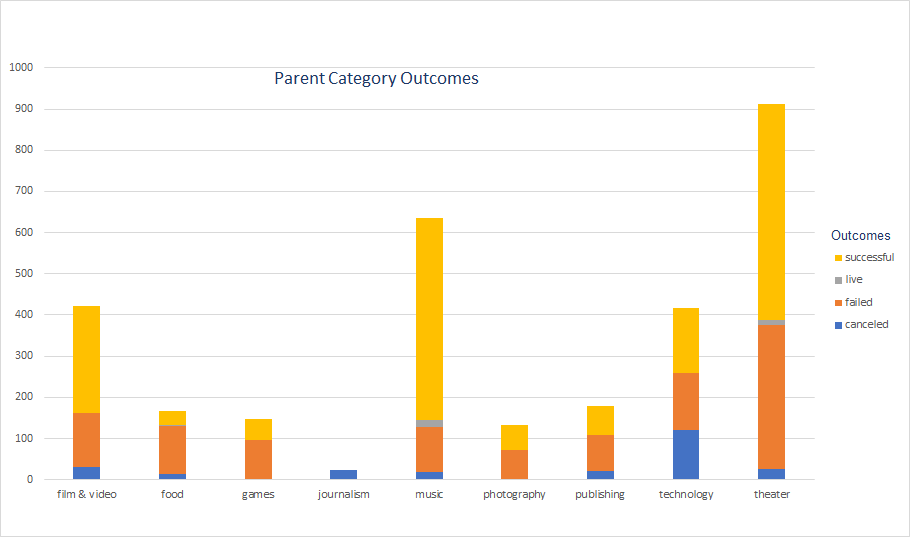 Parent Category Outcomes
1000
900
800
700
600
500
400
300
200
100
0
film & video food games journalism music photography publishing technology theater
Outcomes
successful
live
failed
canceled